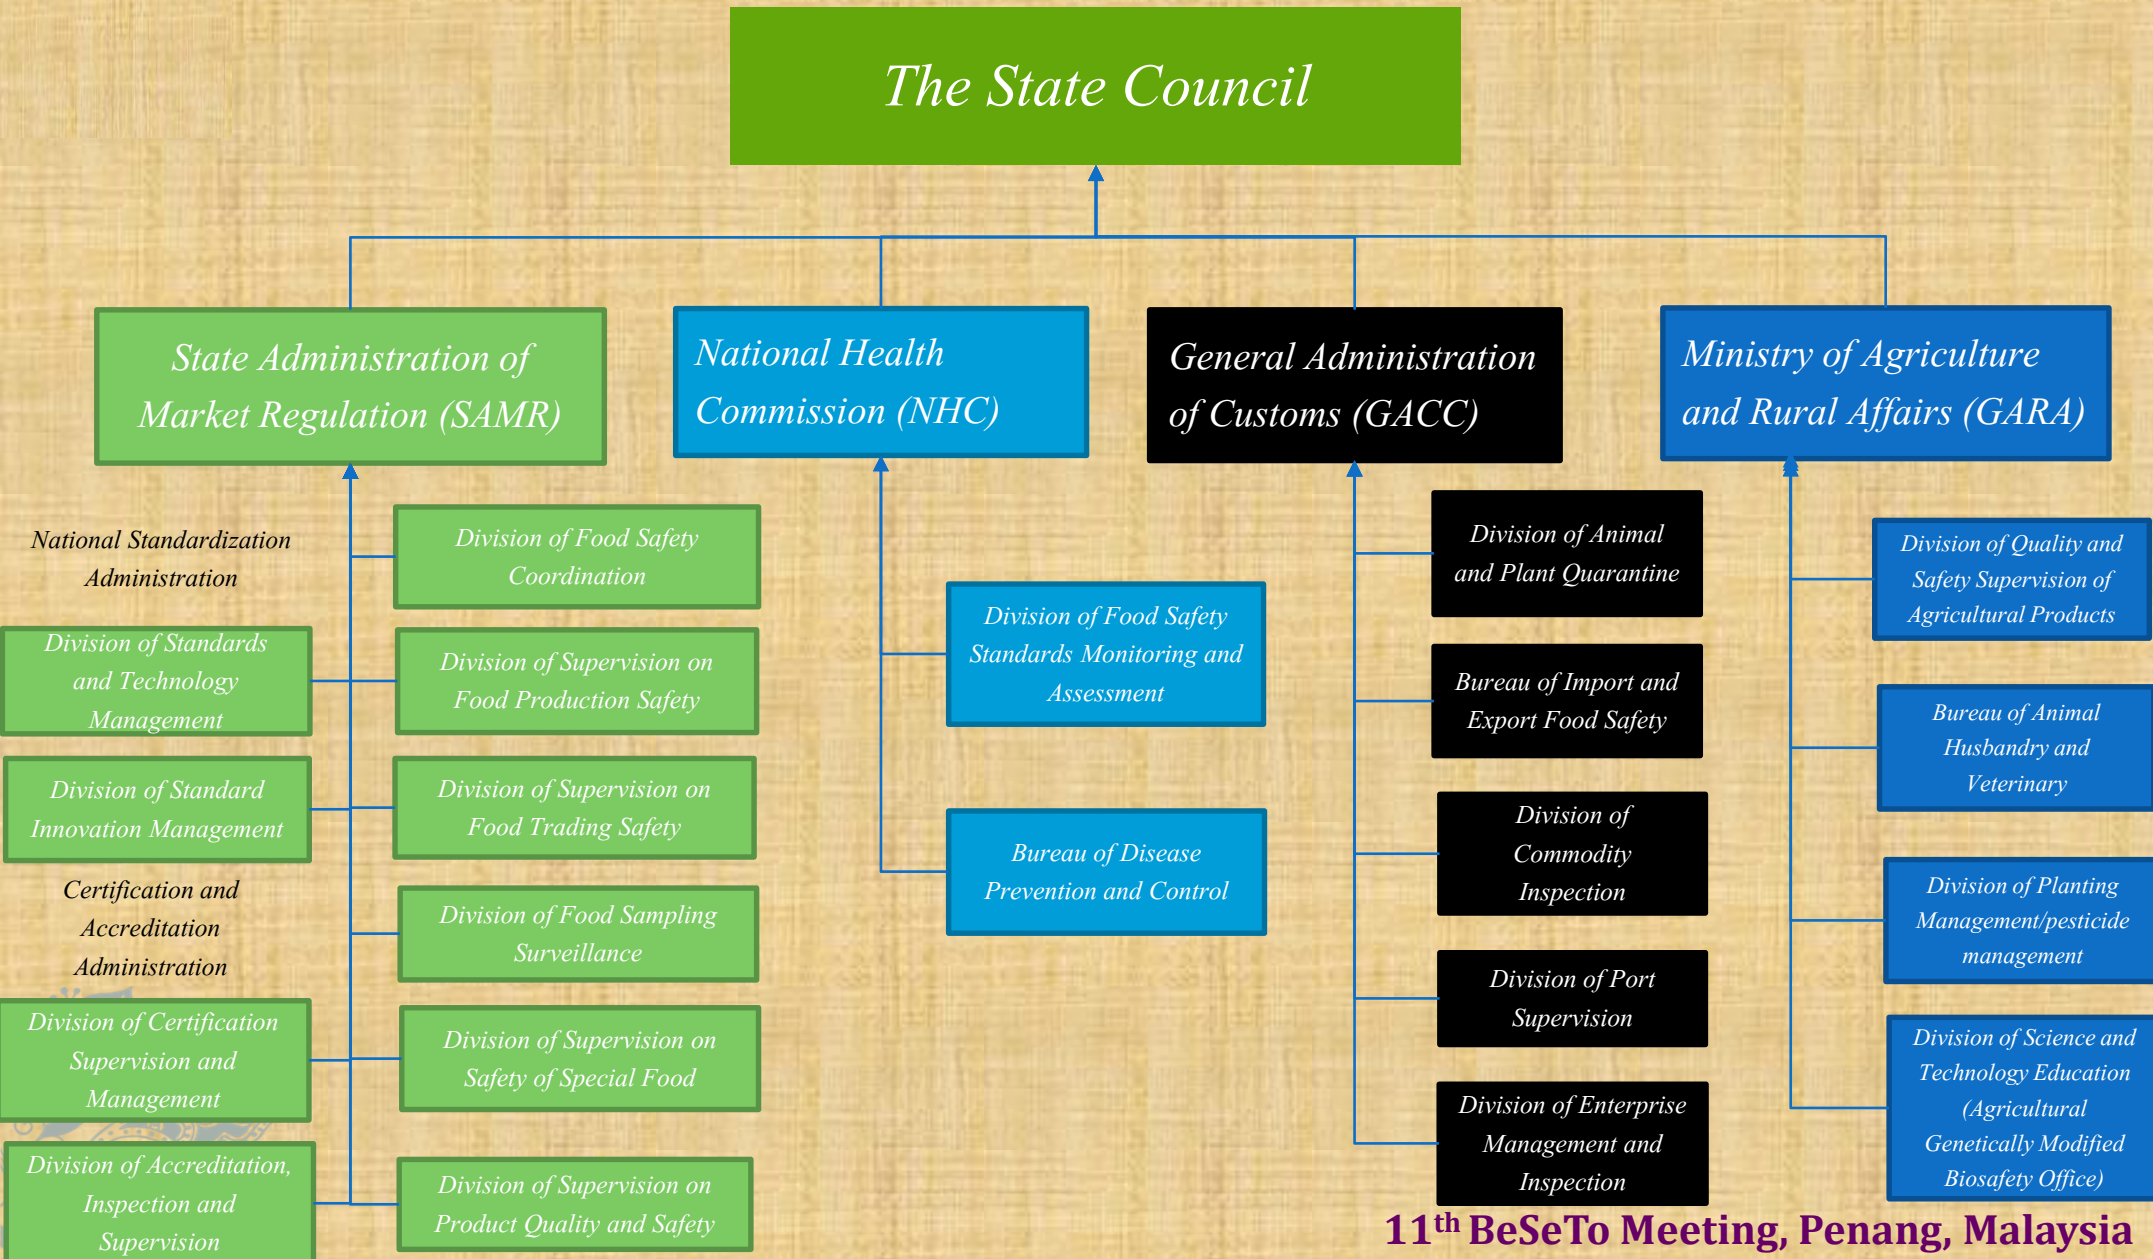 The State Council
State Administration of
Market Regulation (SAMR)
National Health
Commission (NHC)
General Administration
of Customs (GACC)
Ministry of Agriculture
and Rural Affairs (GARA)
National Standardization
Administration
Division of Standards
and Technology
Management
Division of Standard
Innovation Management
Certification and
Accreditation
Administration
Division of Certification
Supervision and
Management
Division of Accreditation,
Inspection and
Supervision
Division of Food Safety
Coordination
Division of Supervision on
Food Production Safety
Division of Supervision on
Food Trading Safety
Division of Food Sampling
Surveillance
Division of Supervision on
Safety of Special Food
Division of Supervision on
Product Quality and Safety
Division of Food Safety
Standards Monitoring and
Assessment
Bureau of Disease
Prevention and Control
Division of Animal
and Plant Quarantine
Bureau of Import and
Export Food Safety
Division of
Commodity
Inspection
Division of Port
Supervision
Division of Enterprise
Management and
Inspection
Division of Quality and
Safety Supervision of
Agricultural Products
Bureau of Animal
Husbandry and
Veterinary
Division of Planting
Management/pesticide
management
Division of Science and
Technology Education
(Agricultural
Genetically Modified
Biosafety Office)
11th BeSeTo Meeting, Penang, Malaysia